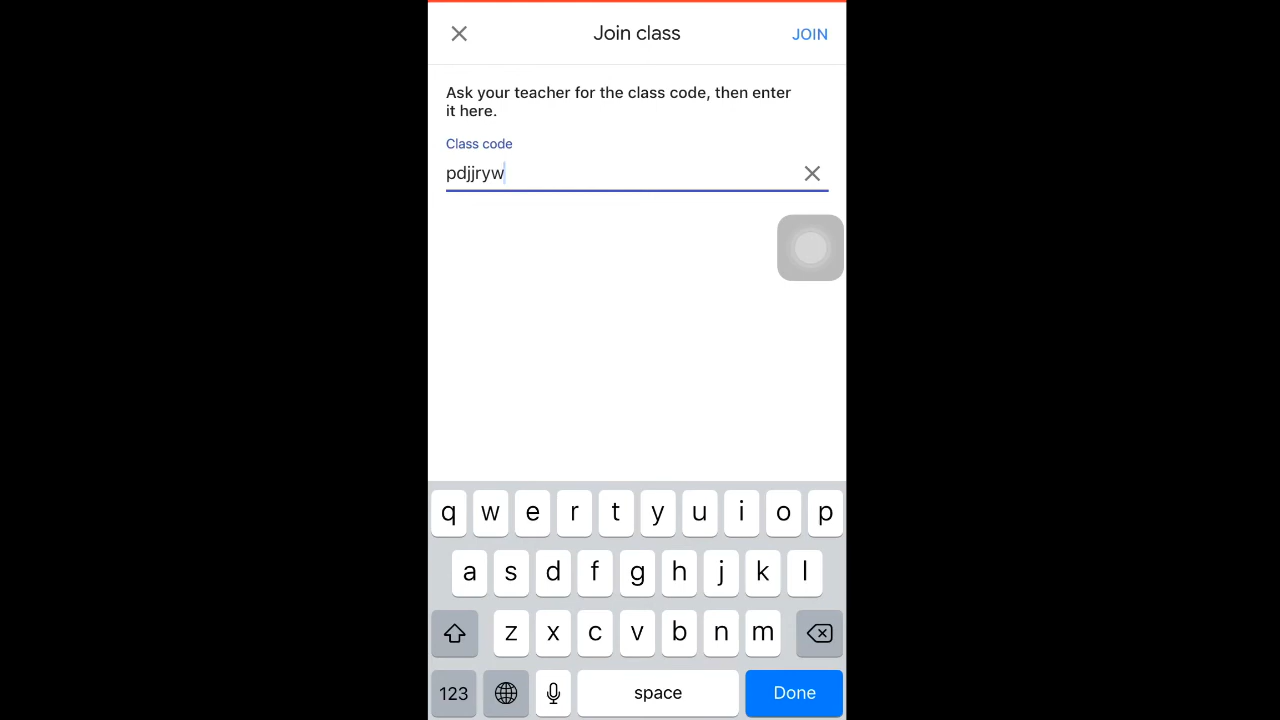 Join class
JOIN
Ask your teacher for the class code, then enter
it here.
Class code
pdjjryw
q w e r t y u i o p
a s d f g h j k l
z x c v b n m
123 space Done